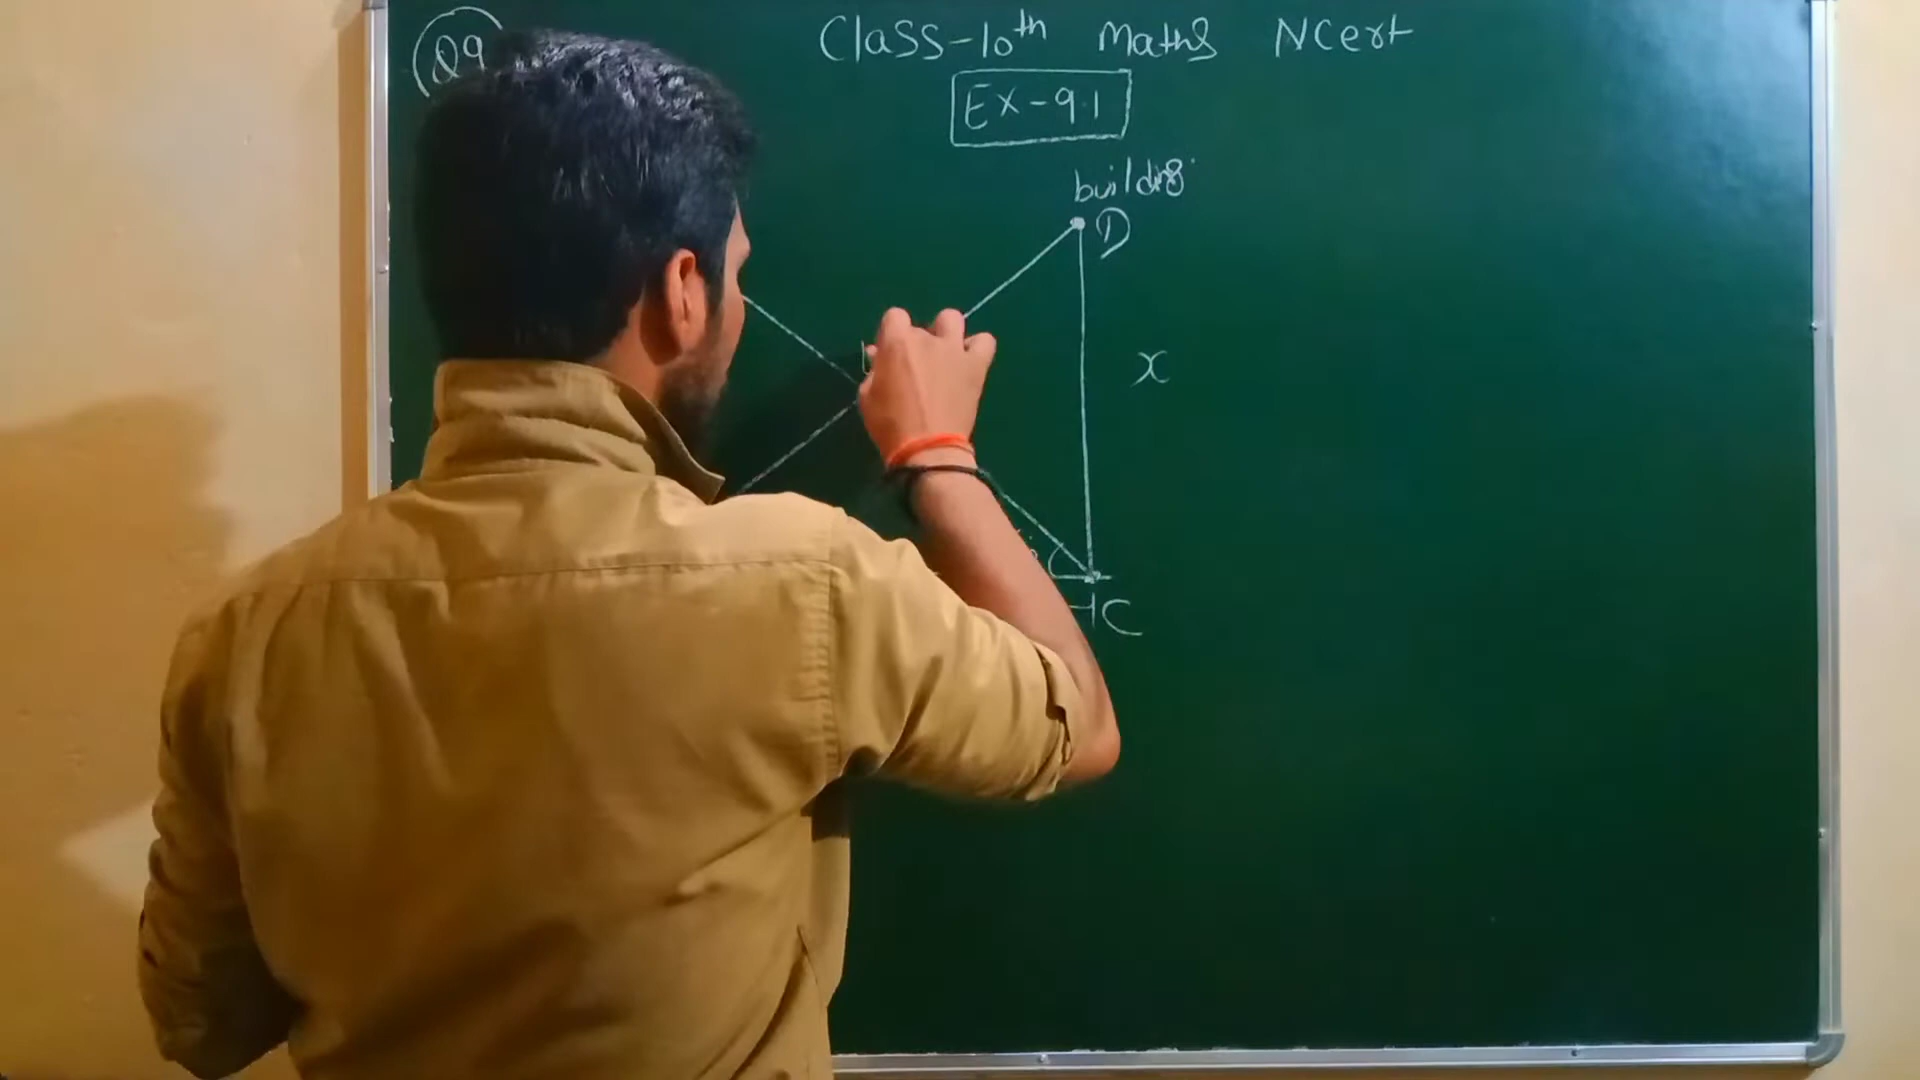 Q9
Class-10th Maths NCert
Ex-9.1
building
D
x
C